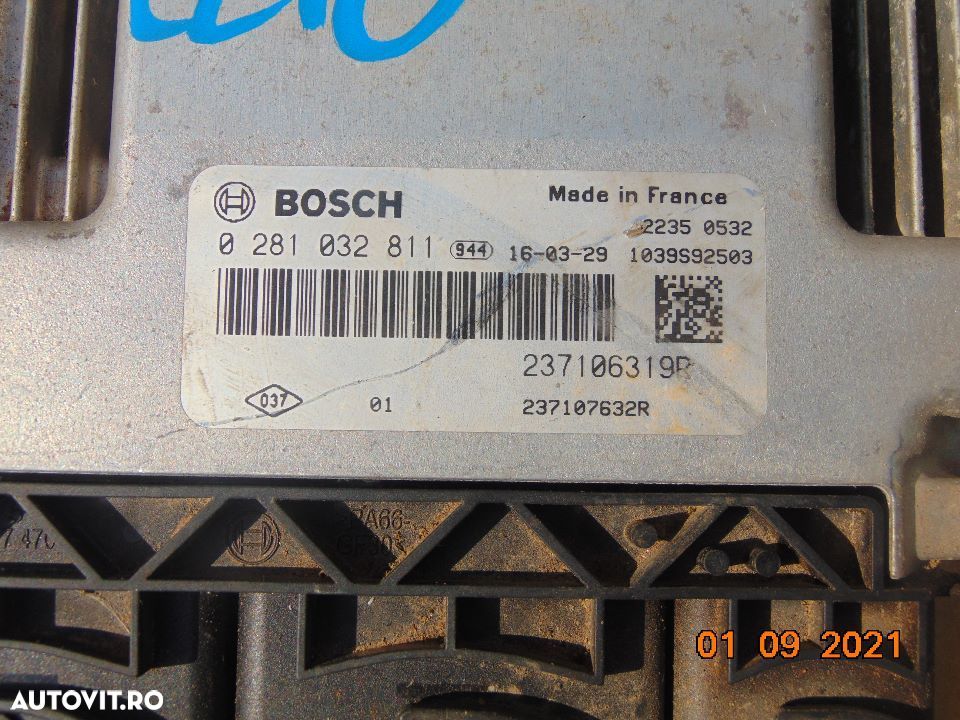 BOSCH
Made in France
2235 0532
0 281 032 811 944 16-03-29 1039S92503
237106319R
037 01 237107632R
01 09 2021
AUTOVIT.RO